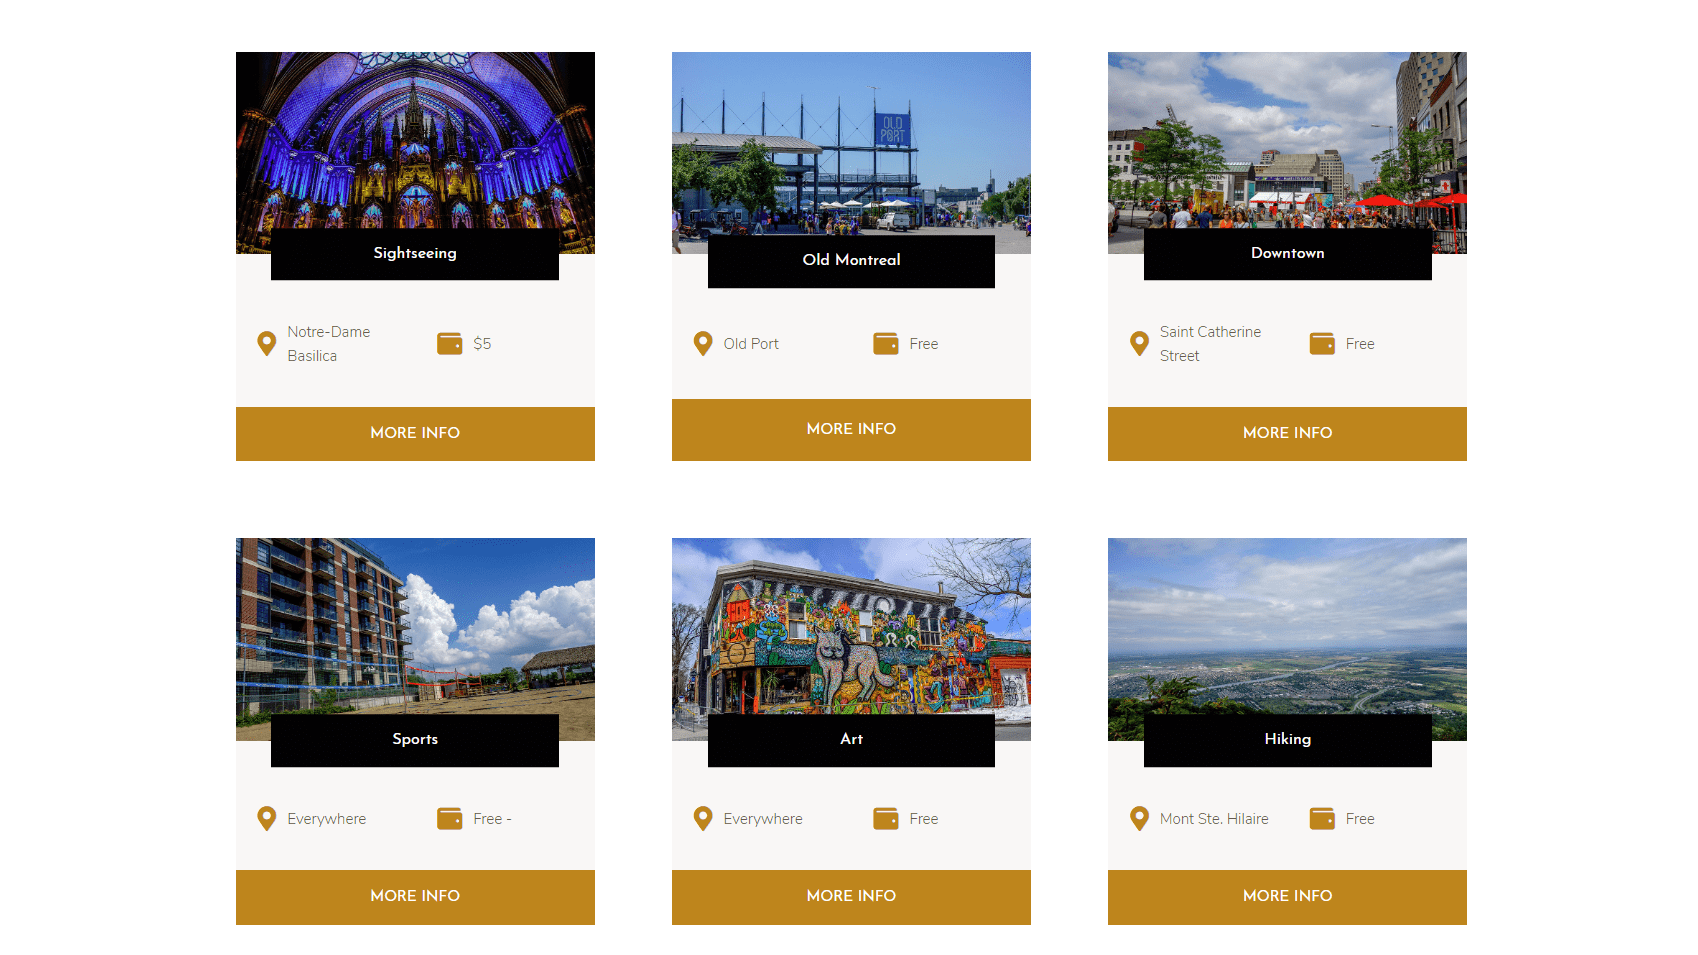 OLD
PORT
Sightseeing
Old Montreal
Downtown
Notre-Dame
Basilica
$5
Old Port
Free
Saint Catherine
Street
Free
MORE INFO
MORE INFO
MORE INFO
Sports
Art
Hiking
Everywhere
Free -
Everywhere
Free
Mont Ste. Hilaire
Free
MORE INFO
MORE INFO
MORE INFO